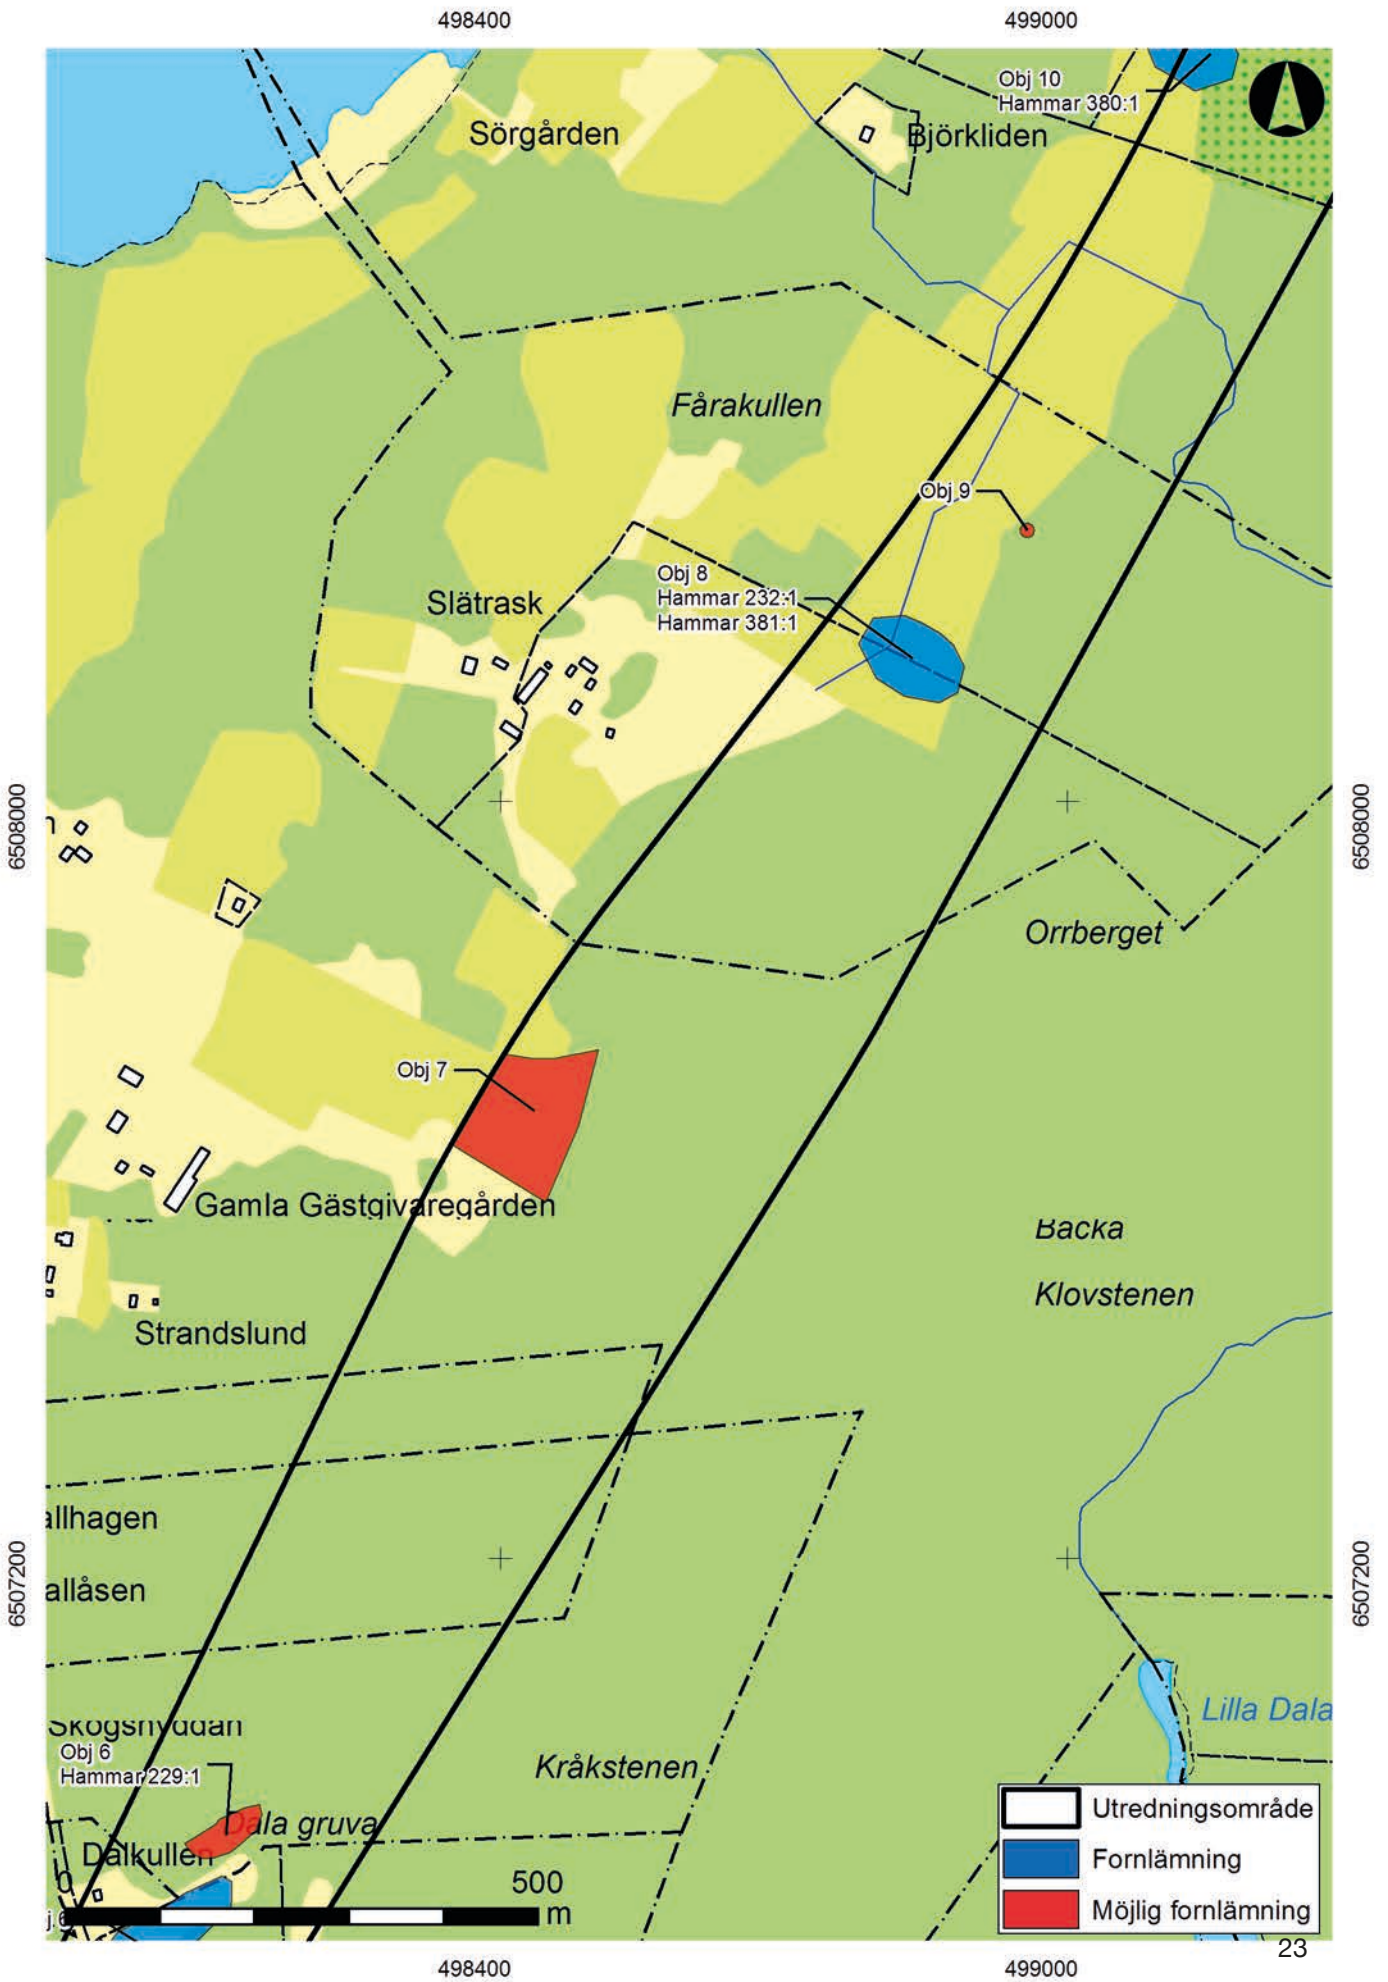 498400
499000
Obj 10
Hammar 380:1
Sörgården
Björkliden
Fårakullen
Obj 9
Obj 8
Hammar 232:1
Hammar 381:1
Slätrask
6508000
6508000
Orrberget
Obj 7
Gamla Gästgivaregården
Backa
Klovstenen
Strandslund
allhagen
6507200
6507200
allåsen
Lilla Dala
Skogshyddan
Obj 6
Hammar 229:1
Kråkstenen
Dala gruva
Dalkullen
0
500
m
Utredningsområde
Fornlämning
Möjlig fornlämning
23
498400
499000